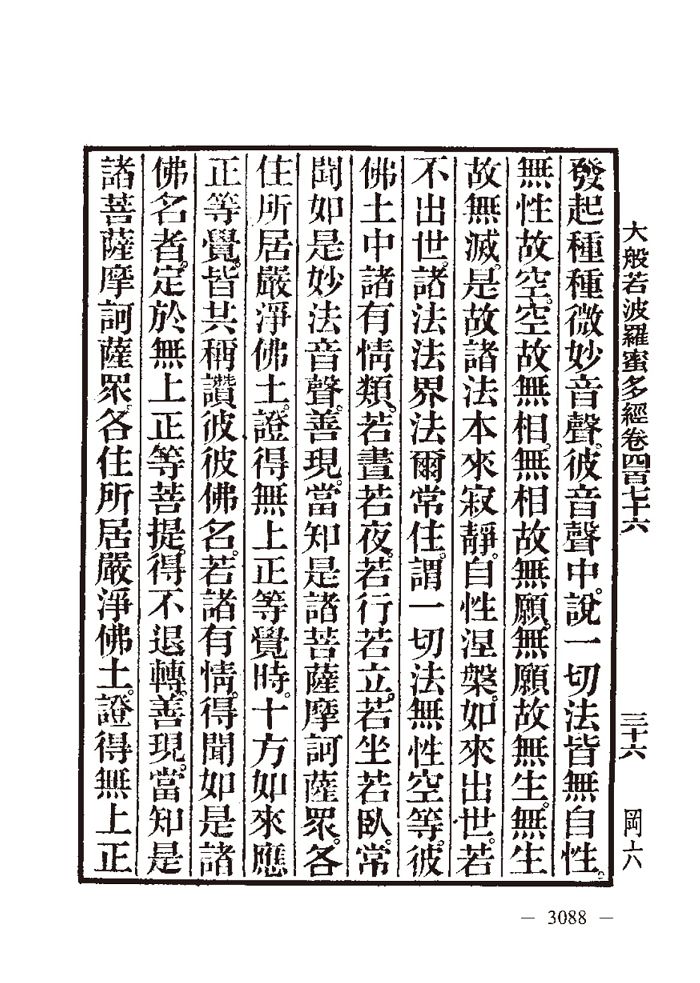 大般若波羅蜜多經卷四百七十六　三十六　岡六
發起種種微妙音聲。彼音聲中。說一切法皆無自性。
無性故空。空故無相。無相故無願。無願故無生。無生
故無滅。是故諸法本來寂靜。自性涅槃。如來出世。若
不出世。諸法法界法爾常住。謂一切法無性空等。彼
佛土中諸有情類。若晝若夜。若行若立。若坐若臥。常
聞如是妙法音聲。善現。當知是諸菩薩摩訶薩眾。各
住所居嚴淨佛土。證得無上正等覺時。十方如來應
正等覺。皆共稱讚彼彼佛名。若諸有情。得聞如是諸
佛名者。定於無上正等菩提。得不退轉。善現。當知是
諸菩薩摩訶薩眾。各住所居嚴淨佛土。證得無上正
— 3088 —